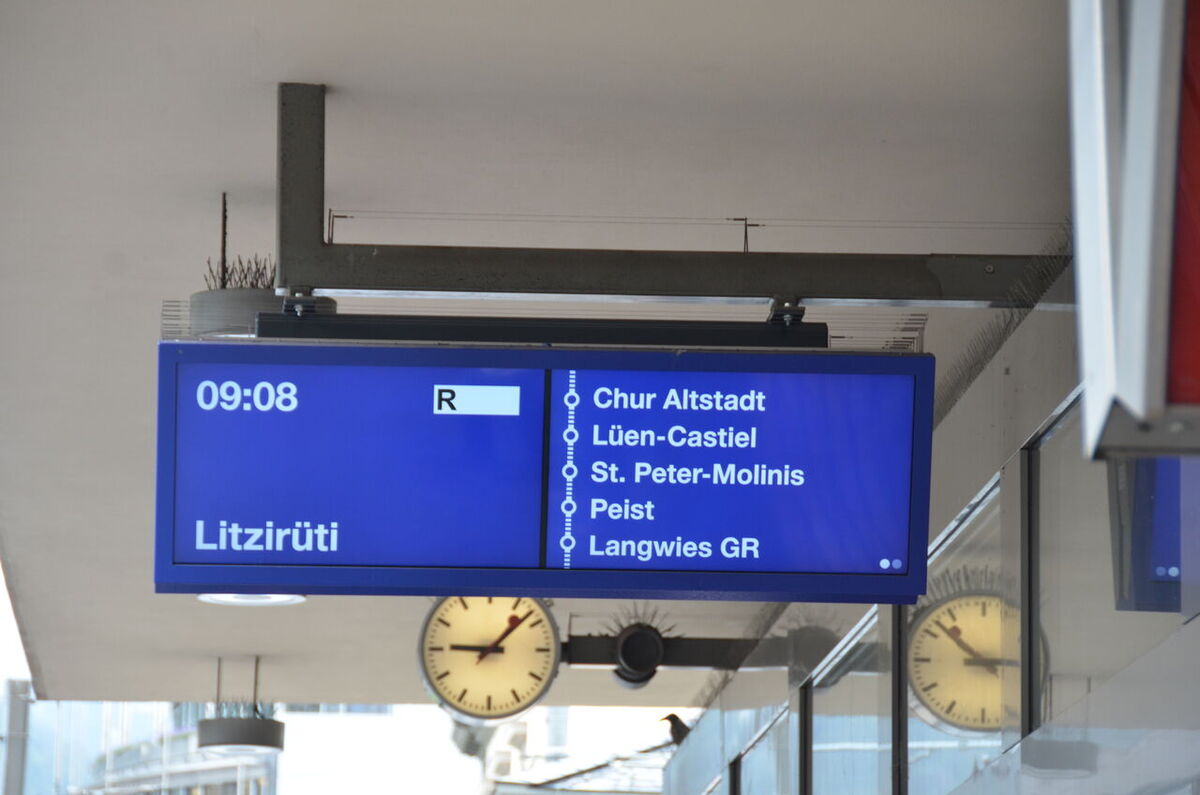 09:08
R
Litzirüti
Chur Altstadt
Lüen-Castiel
St. Peter-Molinis
Peist
Langwies GR